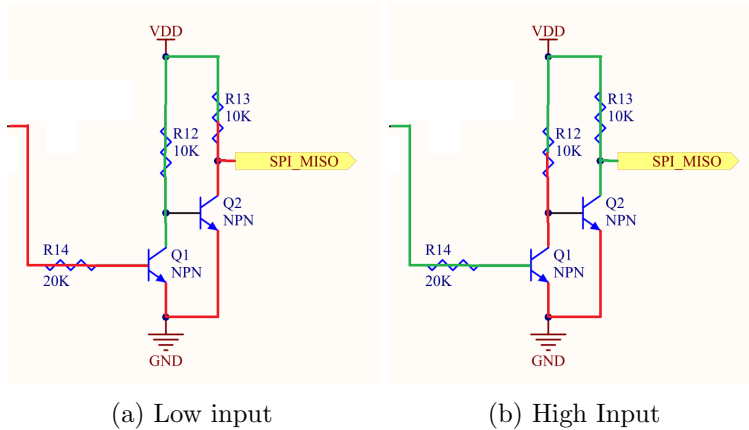 VDD
R13
10K
R12
10K
SPI_MISO
Q2
NPN
R14
20K
Q1
NPN
GND
(a) Low input
VDD
R13
10K
R12
10K
SPI_MISO
Q2
NPN
R14
20K
Q1
NPN
GND
(b) High Input